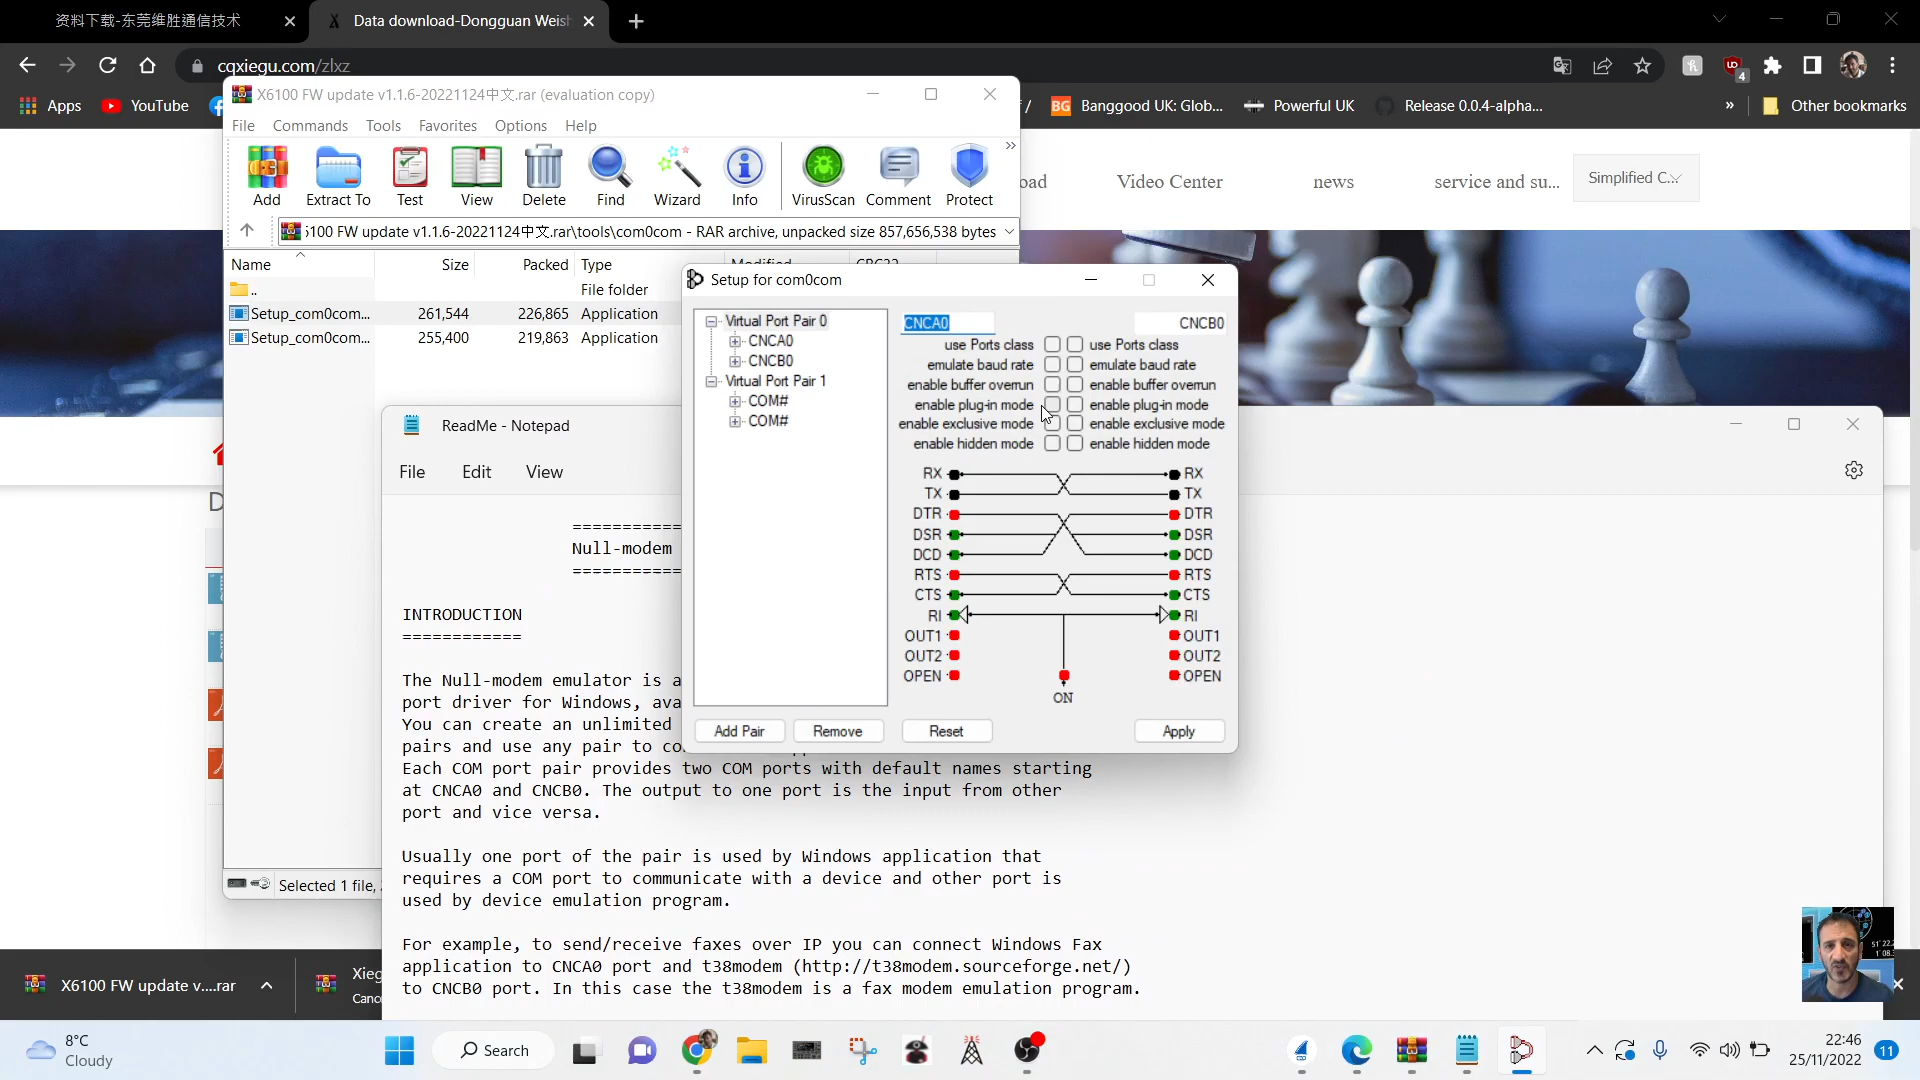 资料下载-东莞维胜通信技术
Data download-Dongguan Weish
cqxiegu.com/zlxz
4
Apps
YouTube
Banggood UK: Glob...
Powerful UK
Release 0.0.4-alpha...
»
Other bookmarks
X6100 FW update v1.1.6-20221124中文.rar (evaluation copy)
File Commands Tools Favorites Options Help
Add
Extract To
Test
View
Delete
Find
Wizard
Info
VirusScan
Comment
Protect
»
oad
Video Center
news
service and su...
Simplified C...
5100 FW update v1.1.6-20221124中文.rar\tools\com0com - RAR archive, unpacked size 857,656,538 bytes
Name Size Packed Type Modified CRC32
.. File folder
Setup_com0com... 261,544 226,865 Application
Setup_com0com... 255,400 219,863 Application
Selected 1 file,
Setup for com0com
Virtual Port Pair 0
CNCA0
CNCB0
Virtual Port Pair 1
COM#
COM#
CNCA0 CNCB0
use Ports class use Ports class
emulate baud rate emulate baud rate
enable buffer overrun enable buffer overrun
enable plug-in mode enable plug-in mode
enable exclusive mode enable exclusive mode
enable hidden mode enable hidden mode
RX RX
TX TX
DTR DTR
DSR DSR
DCD DCD
RTS RTS
CTS CTS
RI RI
OUT1 OUT1
OUT2 OUT2
OPEN OPEN
ON
Add Pair Remove Reset Apply
ReadMe - Notepad
File Edit View
============
Null-modem
============
INTRODUCTION
============
The Null-modem emulator is a
port driver for Windows, ava
You can create an unlimited
pairs and use any pair to co
Each COM port pair provides two COM ports with default names starting
at CNCA0 and CNCB0. The output to one port is the input from other
port and vice versa.
Usually one port of the pair is used by Windows application that
requires a COM port to communicate with a device and other port is
used by device emulation program.
For example, to send/receive faxes over IP you can connect Windows Fax
application to CNCA0 port and t38modem (http://t38modem.sourceforge.net/)
to CNCB0 port. In this case the t38modem is a fax modem emulation program.
X6100 FW update v....rar
Xieg
Canc
8°C
Cloudy
Search
22:46
25/11/2022
11